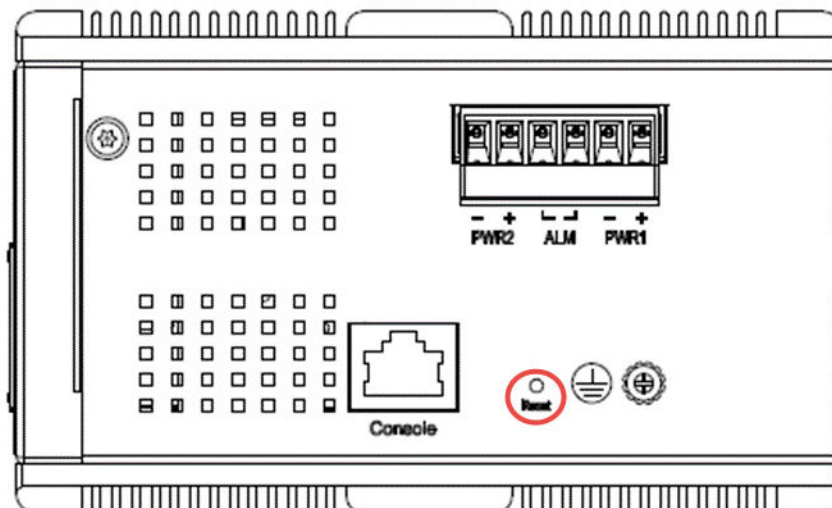 - + - +
PWR2 ALM PWR1
Reset
Console